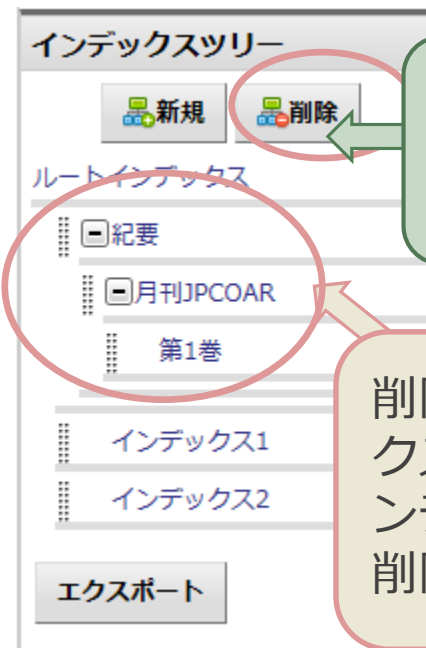 インデックスツリー
新規 削除
ルートインデックス
紀要
月刊JPCOAR
第1巻
インデックス1
インデックス2
エクスポート
削
ク
ン
削